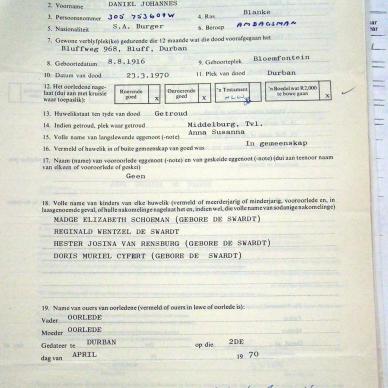 2. Voorname DANIEL JOHANNES
3. Persoonsnommer 305 753609W 4. Ras Blanke
5. Nasionaliteit S.A. Burger 6. Beroep AMBAGSMAN
7. Gewone verblyfplek(ke) gedurende die 12 maande wat die dood voorafgegaan het
Bluffweg 968, Bluff, Durban
8. Geboortedatum 8.8.1916 9. Geboorteplek Bloemfontein
10. Datum van dood 23.3.1970 11. Plek van dood Durban
12. Het oorledene nagelaat (dui aan met kruisie waar toepaslik): Roerende goed X Onroerende goed X 'n Testament 'n Boedel wat R2,000 te bowe gaan X
13. Huwelikstaat ten tyde van dood Getroud
14. Indien getroud, plek waar getroud Middelburg, Tvl.
15. Volle name van langslewende eggenoot (-note) Anna Susanna
16. Vermeld of huwelik in of buite gemeenskap van goed was In gemeenskap
17. Naam (name) van vooroorlede eggenoot (-note) en van geskeide eggenoot (-note) (dui aan teenoor naam
van elkeen of vooroorlede of geskei)
Geen
18. Volle name van kinders van elke huwelik (vermeld of meerderjarig of minderjarig, vooroorlede en, in
laasgenoemde geval, of hulle nakomelinge nagelaat het en, indien wel, die volle name van sodanige nakomelinge)
MADGE ELIZABETH SCHOEMAN (GEBORE DE SWARDT)
REGINALD WENTZEL DE SWARDT
HESTER JOSINA VAN RENSBURG (GEBORE DE SWARDT)
DORIS MURIEL CYFERT (GEBORE DE SWARDT)
19. Name van ouers van oorledene (vermeld of ouers in lewe of oorlede is):
Vader OORLEDE
Moeder OORLEDE
Gedateer te DURBAN op die 2DE
dag van APRIL 19 70